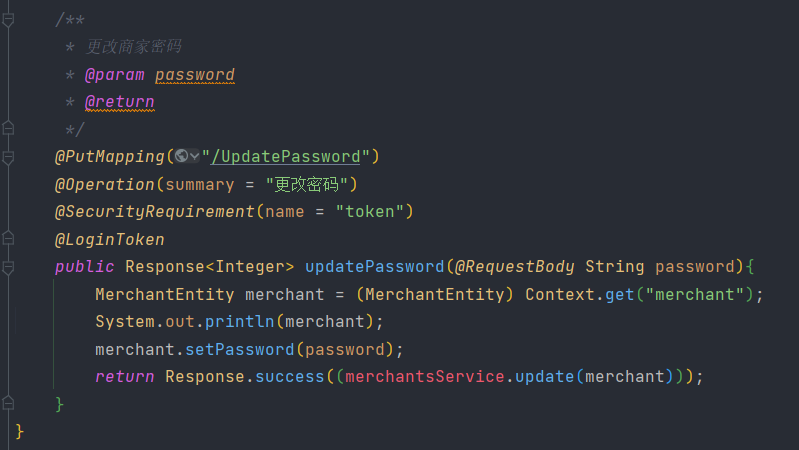 /**
 * 更改商家密码
 * @param password
 * @return
 */
@PutMapping("/UpdatePassword")
@Operation(summary = "更改密码")
@SecurityRequirement(name = "token")
@LoginToken
public Response<Integer> updatePassword(@RequestBody String password){
    MerchantEntity merchant = (MerchantEntity) Context.get("merchant");
    System.out.println(merchant);
    merchant.setPassword(password);
    return Response.success((merchantsService.update(merchant)));
}
}